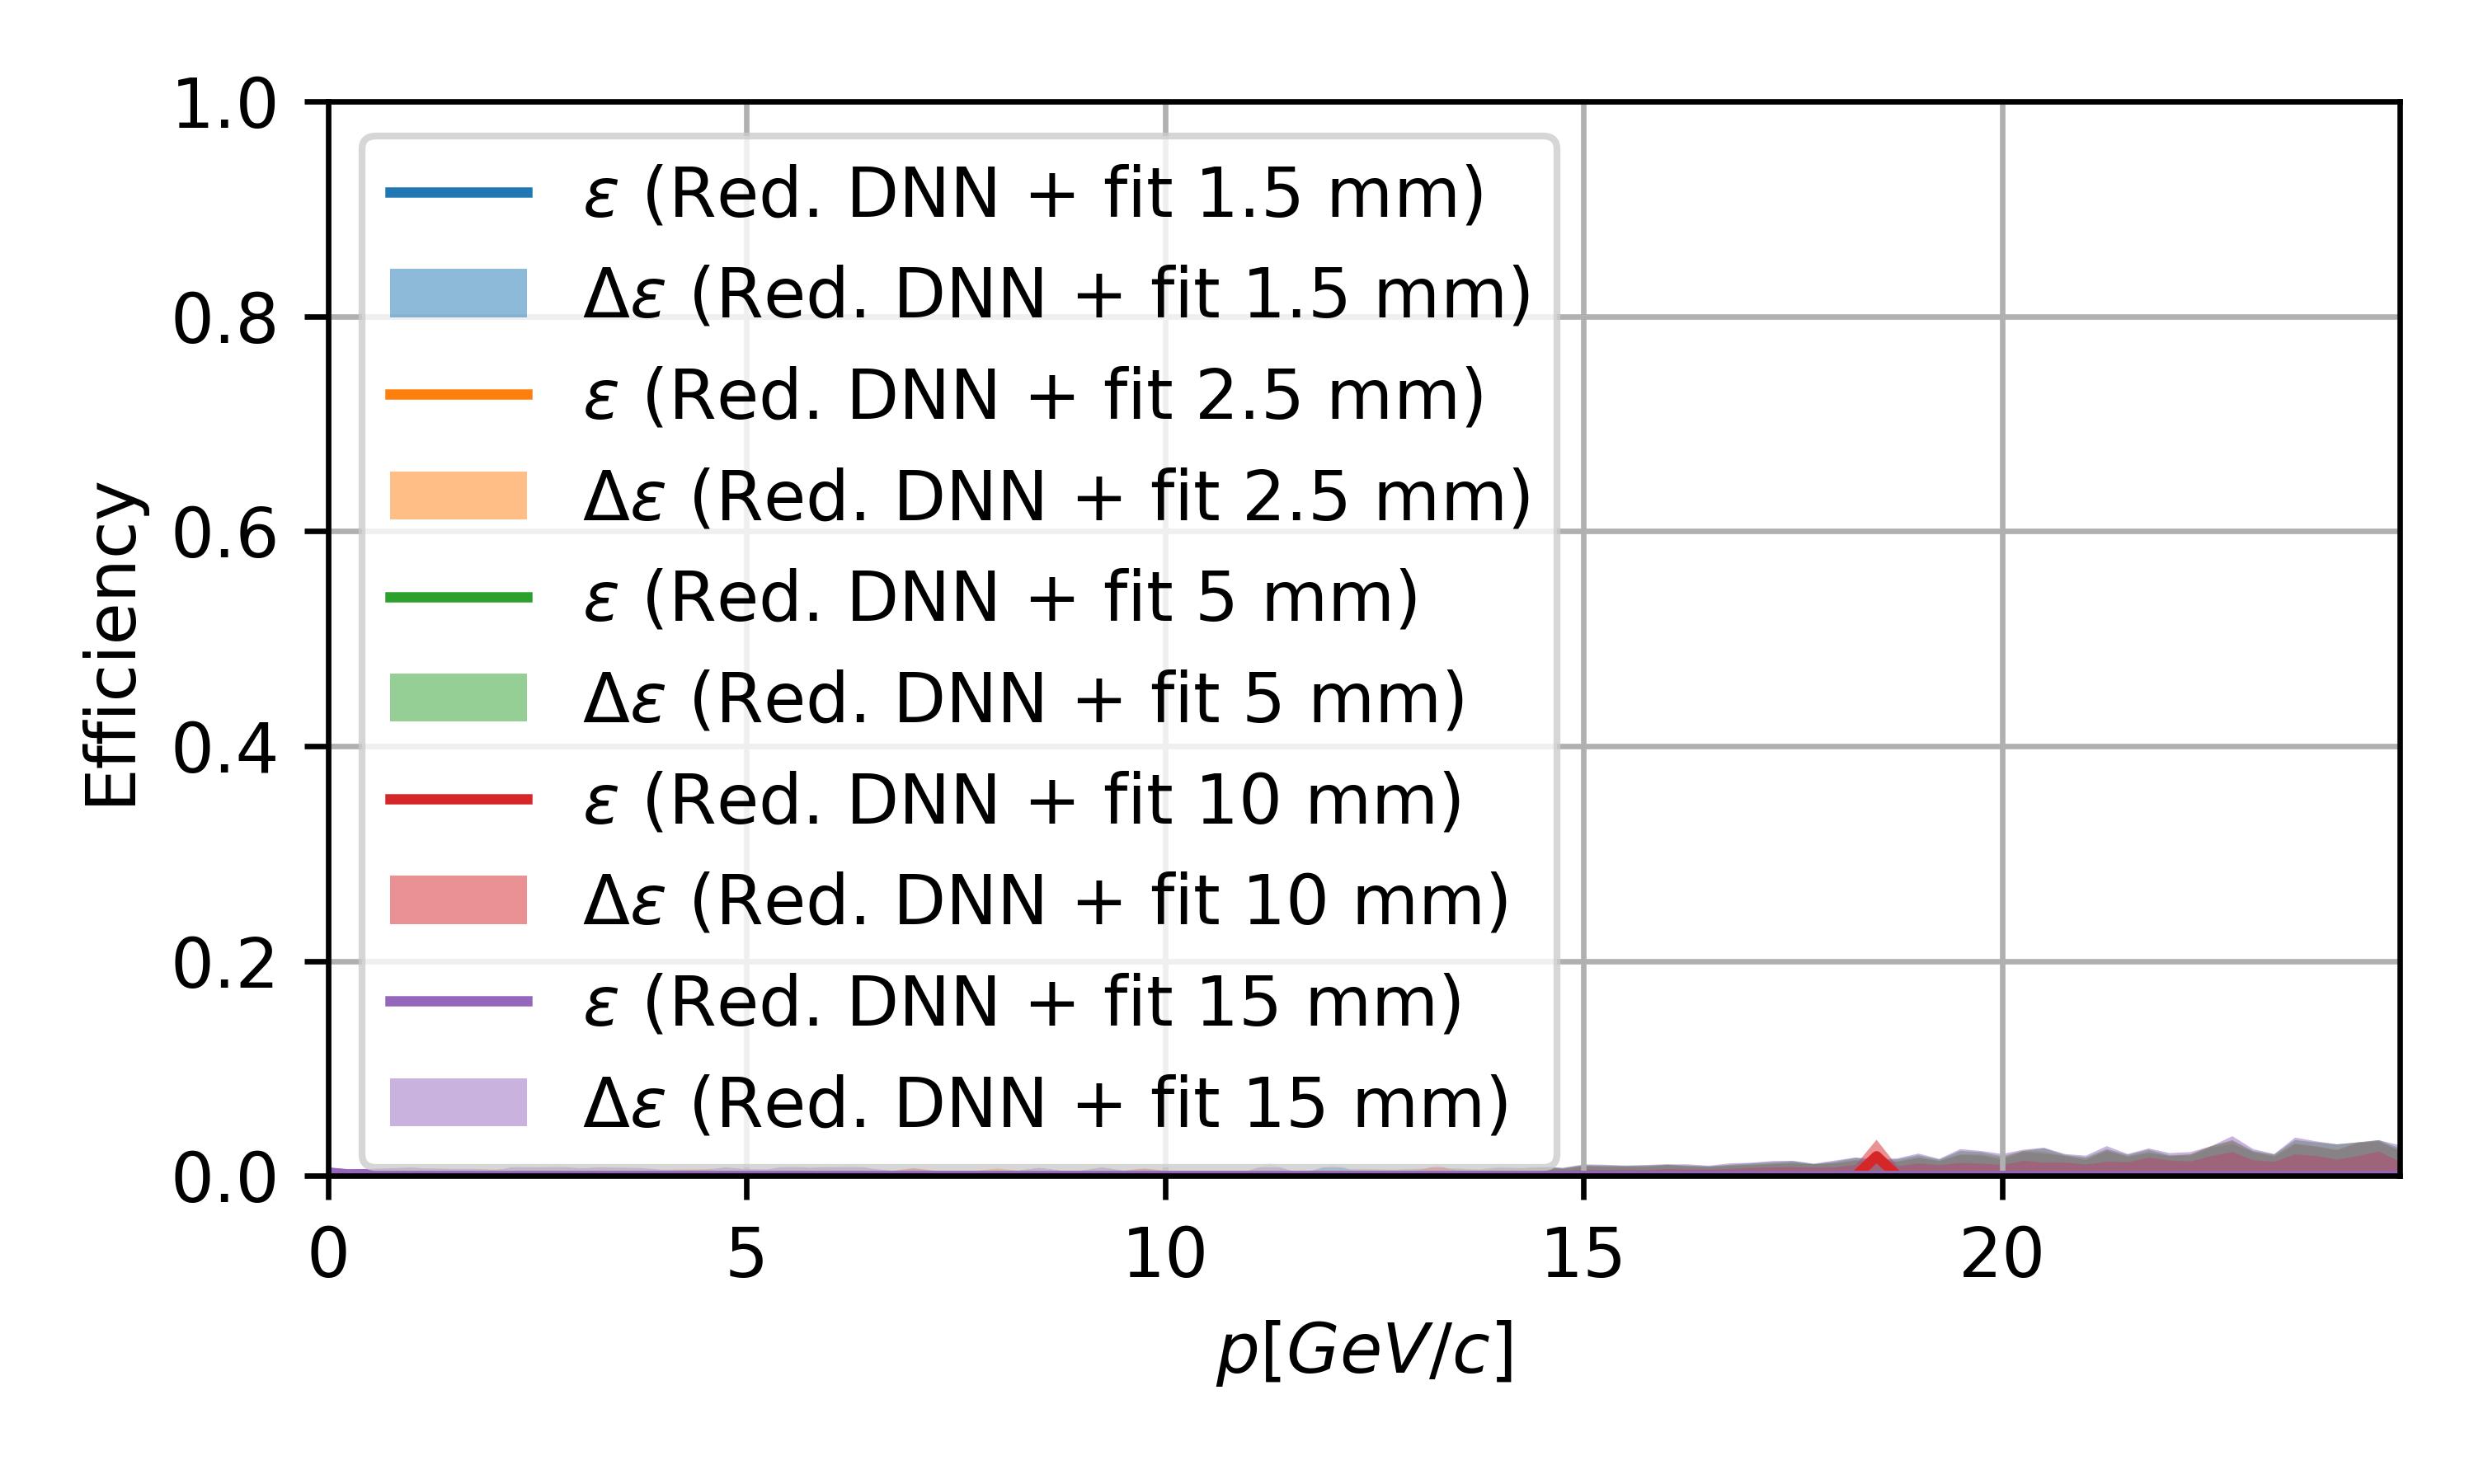 1.0
0.8
0.6
0.4
0.2
0.0
Efficiency
ε (Red. DNN + fit 1.5 mm)
Δε (Red. DNN + fit 1.5 mm)
ε (Red. DNN + fit 2.5 mm)
Δε (Red. DNN + fit 2.5 mm)
ε (Red. DNN + fit 5 mm)
Δε (Red. DNN + fit 5 mm)
ε (Red. DNN + fit 10 mm)
Δε (Red. DNN + fit 10 mm)
ε (Red. DNN + fit 15 mm)
Δε (Red. DNN + fit 15 mm)
0 5 10 15 20
p[GeV/c]